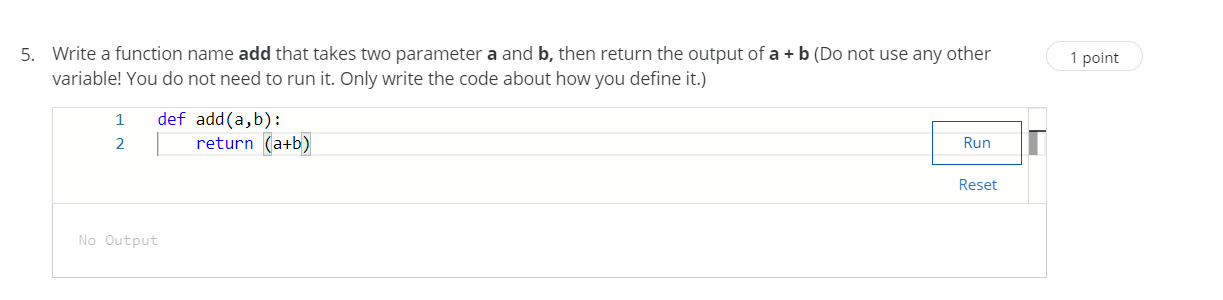 5. Write a function name add that takes two parameter a and b, then return the output of a + b (Do not use any other
variable! You do not need to run it. Only write the code about how you define it.)
1 point
1 def add(a,b):
2 return (a+b)
Run
Reset
No Output